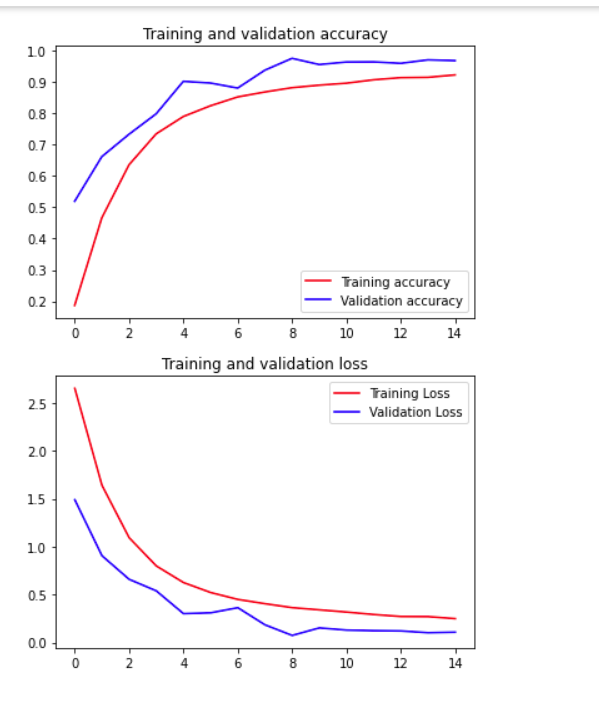 Training and validation accuracy
1.0
0.9
0.8
0.7
0.6
0.5
0.4
0.3
0.2
Training accuracy
Validation accuracy
0 2 4 6 8 10 12 14
Training and validation loss
Training Loss
Validation Loss
2.5
2.0
1.5
1.0
0.5
0.0
0 2 4 6 8 10 12 14